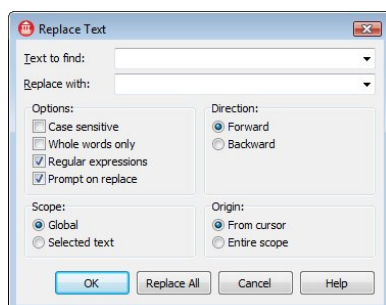 Replace Text
Text to find:
Replace with:
Options:
Case sensitive
Whole words only
Regular expressions
Prompt on replace
Direction:
Forward
Backward
Scope:
Global
Selected text
Origin:
From cursor
Entire scope
OK
Replace All
Cancel
Help